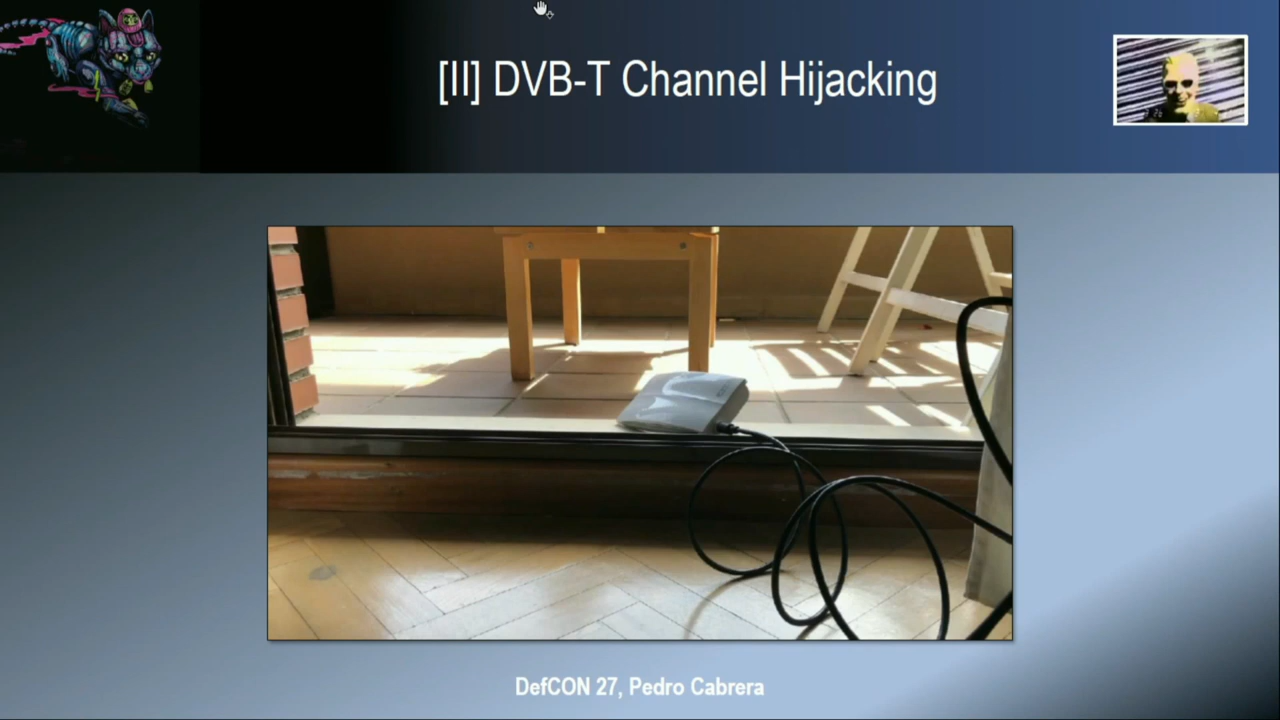 [II] DVB-T Channel Hijacking
DefCON 27, Pedro Cabrera